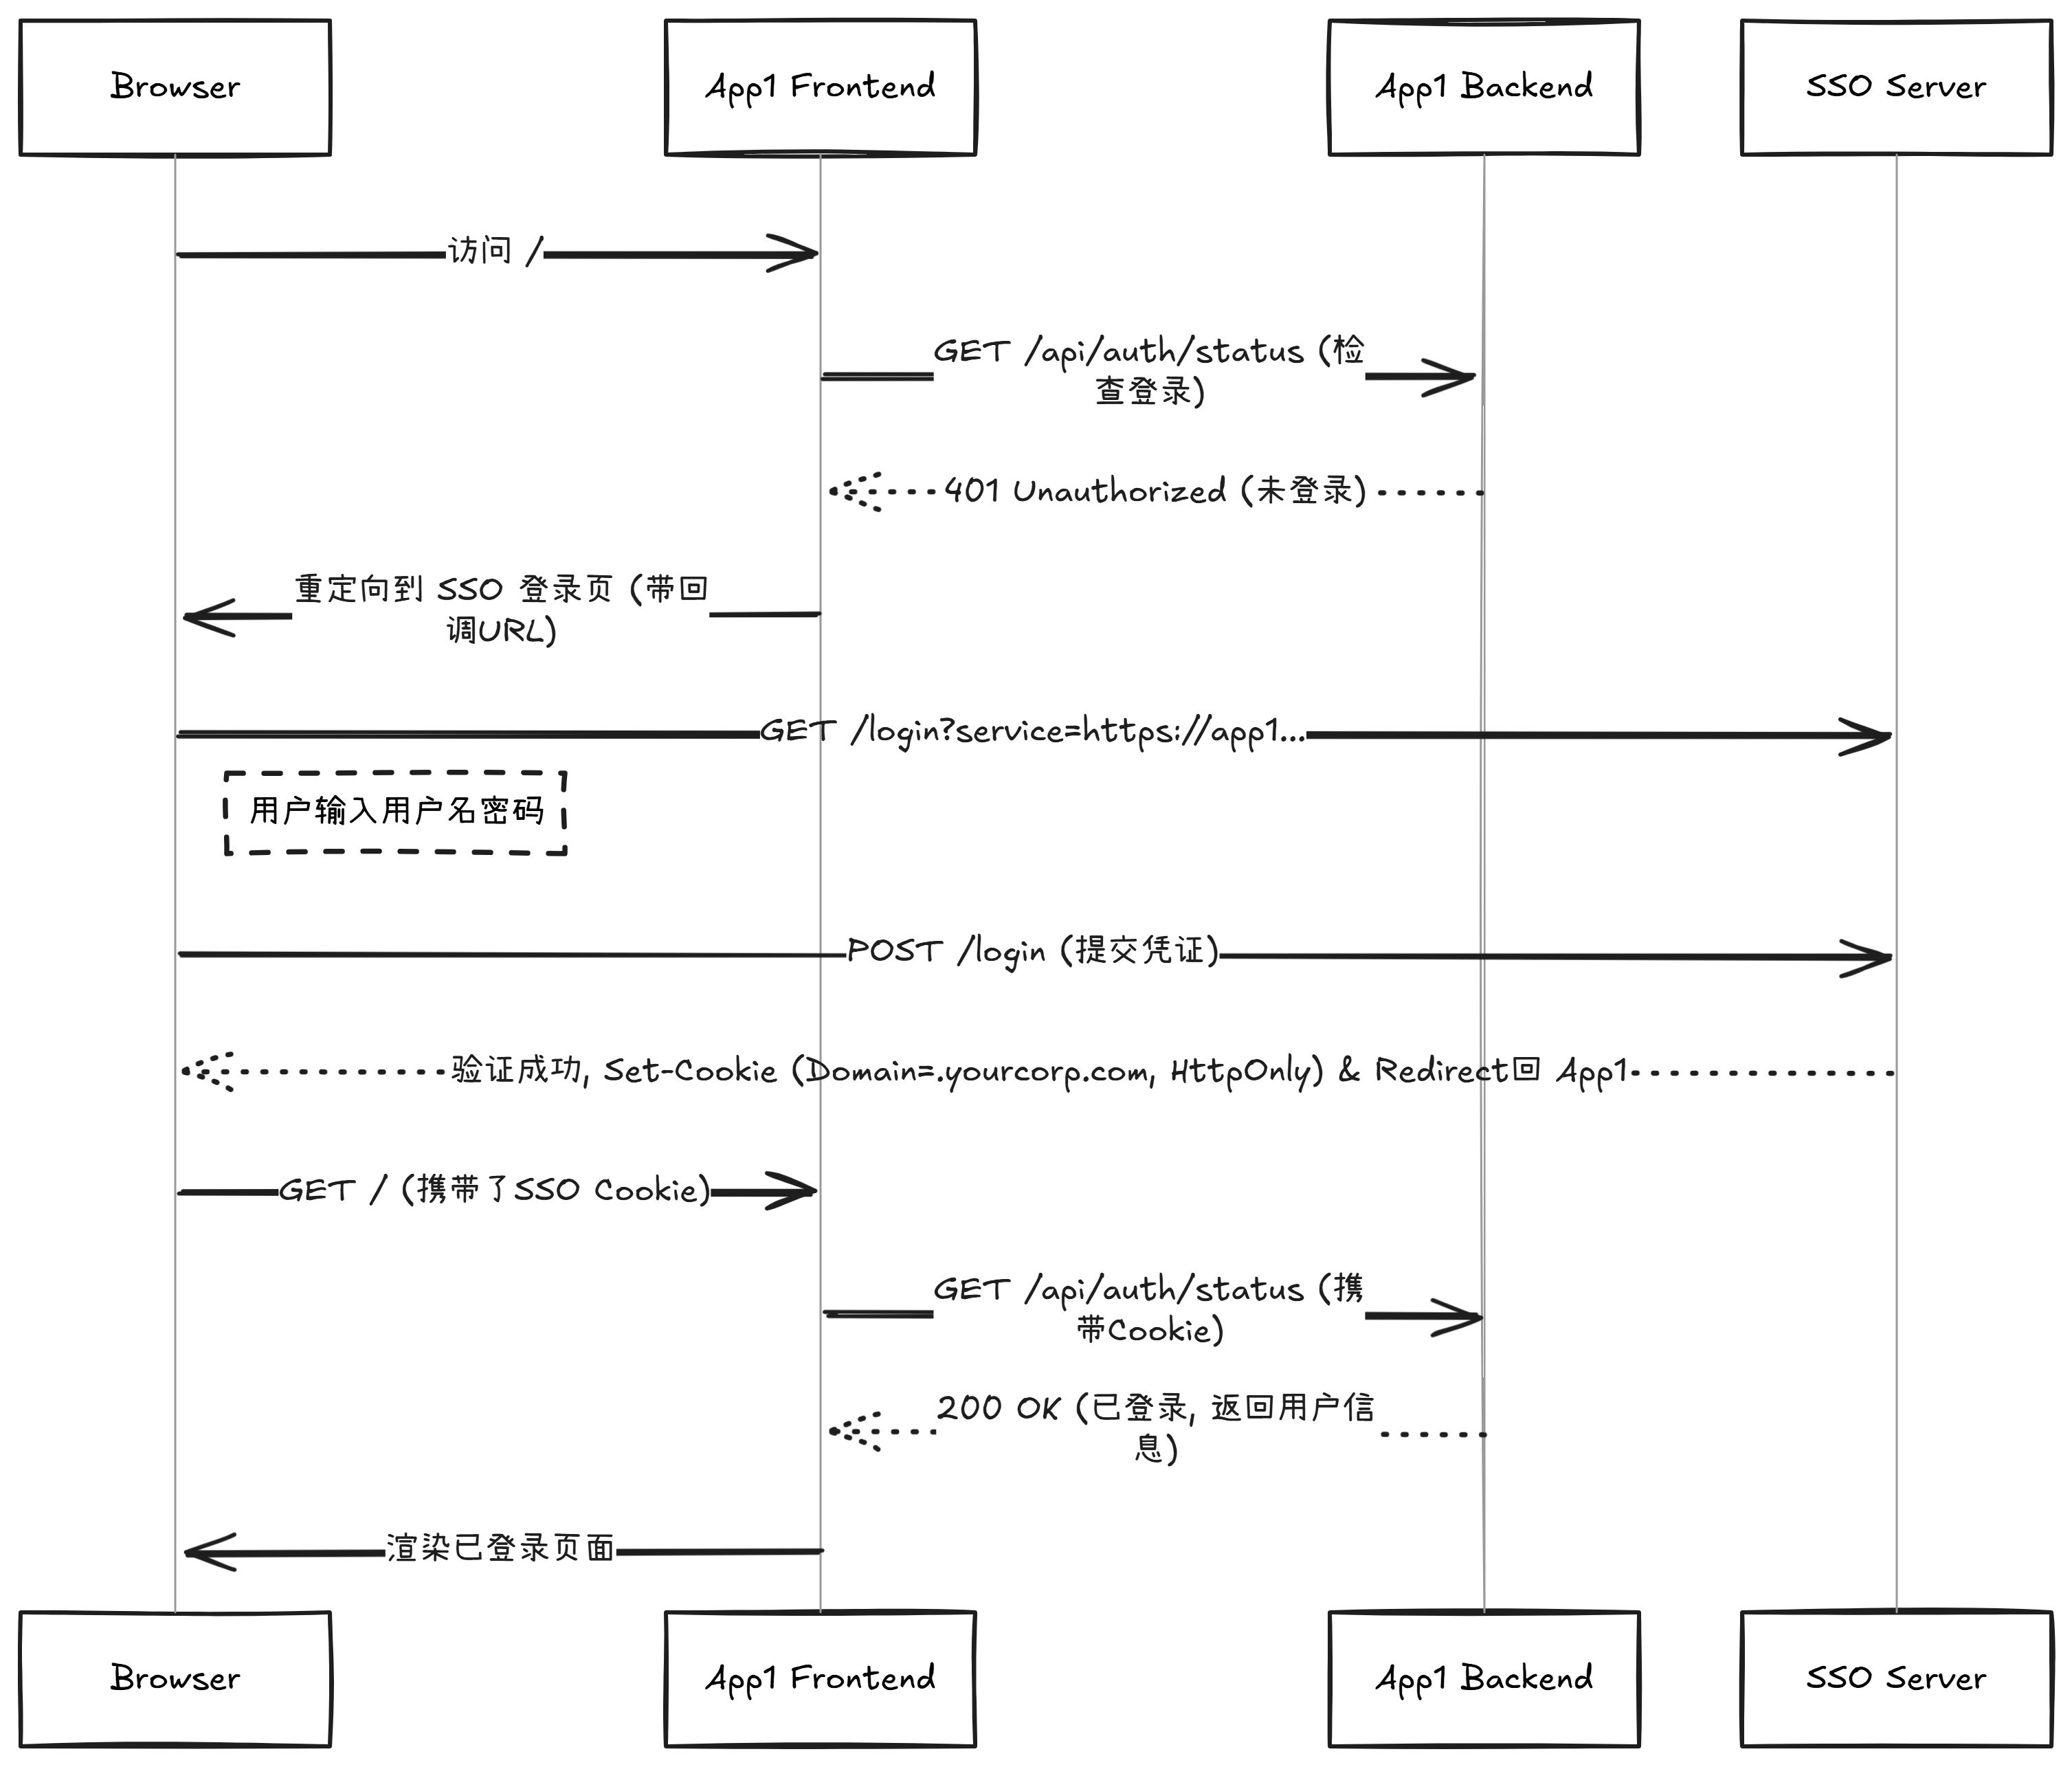 Browser
App1 Frontend
App1 Backend
SSO Server
访问 /
GET /api/auth/status (检
查登录)
401 Unauthorized (未登录)
重定向到 SSO 登录页 (带回
调URL)
GET /login?service=https://app1...
用户输入用户名密码
POST /login (提交凭证)
验证成功, Set-Cookie (Domain=.yourcorp.com, HttpOnly) & Redirect回 App1
GET / (携带了SSO Cookie)
GET /api/auth/status (携
带Cookie)
200 OK (已登录, 返回用户信
息)
渲染已登录页面
Browser
App1 Frontend
App1 Backend
SSO Server